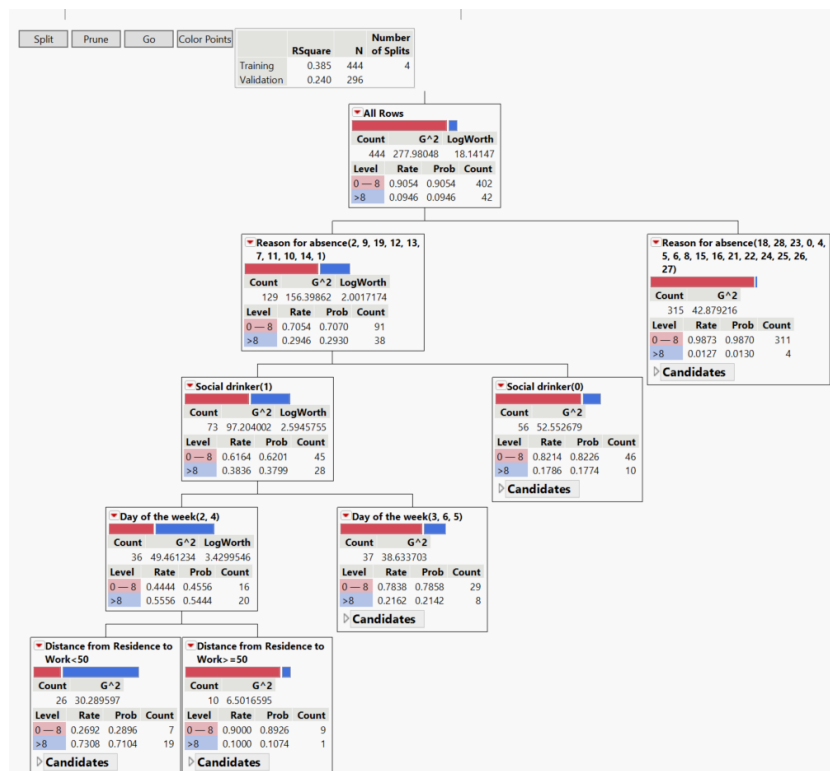 Split Prune Go Color Points
Number
RSquare N of Splits
Training 0.385 444 4
Validation 0.240 296
All Rows
Count G^2 LogWorth
444 277.98048 18.14147
Level Rate Prob Count
0 — 8 0.9054 0.9054 402
>8 0.0946 0.0946 42
Reason for absence(2, 9, 19, 12, 13,
7, 11, 10, 14, 1)
Count G^2 LogWorth
129 156.39862 2.0017174
Level Rate Prob Count
0 — 8 0.7054 0.7070 91
>8 0.2946 0.2930 38
Reason for absence(18, 28, 23, 0, 4,
5, 6, 8, 15, 16, 21, 22, 24, 25, 26,
27)
Count G^2
315 42.879216
Level Rate Prob Count
0 — 8 0.9873 0.9870 311
>8 0.0127 0.0130 4
Candidates
Social drinker(1)
Count G^2 LogWorth
73 97.204002 2.5945755
Level Rate Prob Count
0 — 8 0.6164 0.6201 45
>8 0.3836 0.3799 28
Social drinker(0)
Count G^2
56 52.552679
Level Rate Prob Count
0 — 8 0.8214 0.8226 46
>8 0.1786 0.1774 10
Candidates
Day of the week(2, 4)
Count G^2 LogWorth
36 49.461234 3.4299546
Level Rate Prob Count
0 — 8 0.4444 0.4556 16
>8 0.5556 0.5444 20
Day of the week(3, 6, 5)
Count G^2
37 38.633703
Level Rate Prob Count
0 — 8 0.7838 0.7858 29
>8 0.2162 0.2142 8
Candidates
Distance from Residence to
Work<50
Count G^2
26 30.289597
Level Rate Prob Count
0 — 8 0.2692 0.2896 7
>8 0.7308 0.7104 19
Candidates
Distance from Residence to
Work>=50
Count G^2
10 6.5016595
Level Rate Prob Count
0 — 8 0.9000 0.8926 9
>8 0.1000 0.1074 1
Candidates